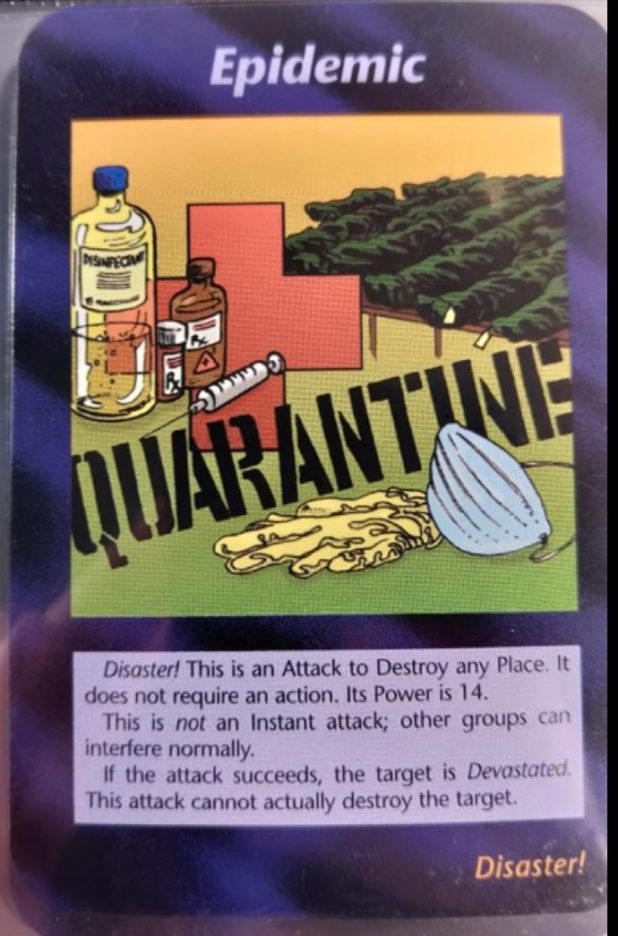 Epidemic
DISINFECTANT
Rx
Rx
QUARANTINE
Disaster! This is an Attack to Destroy any Place. It
does not require an action. Its Power is 14.
This is not an Instant attack; other groups can
interfere normally.
If the attack succeeds, the target is Devastated.
This attack cannot actually destroy the target.
Disaster!